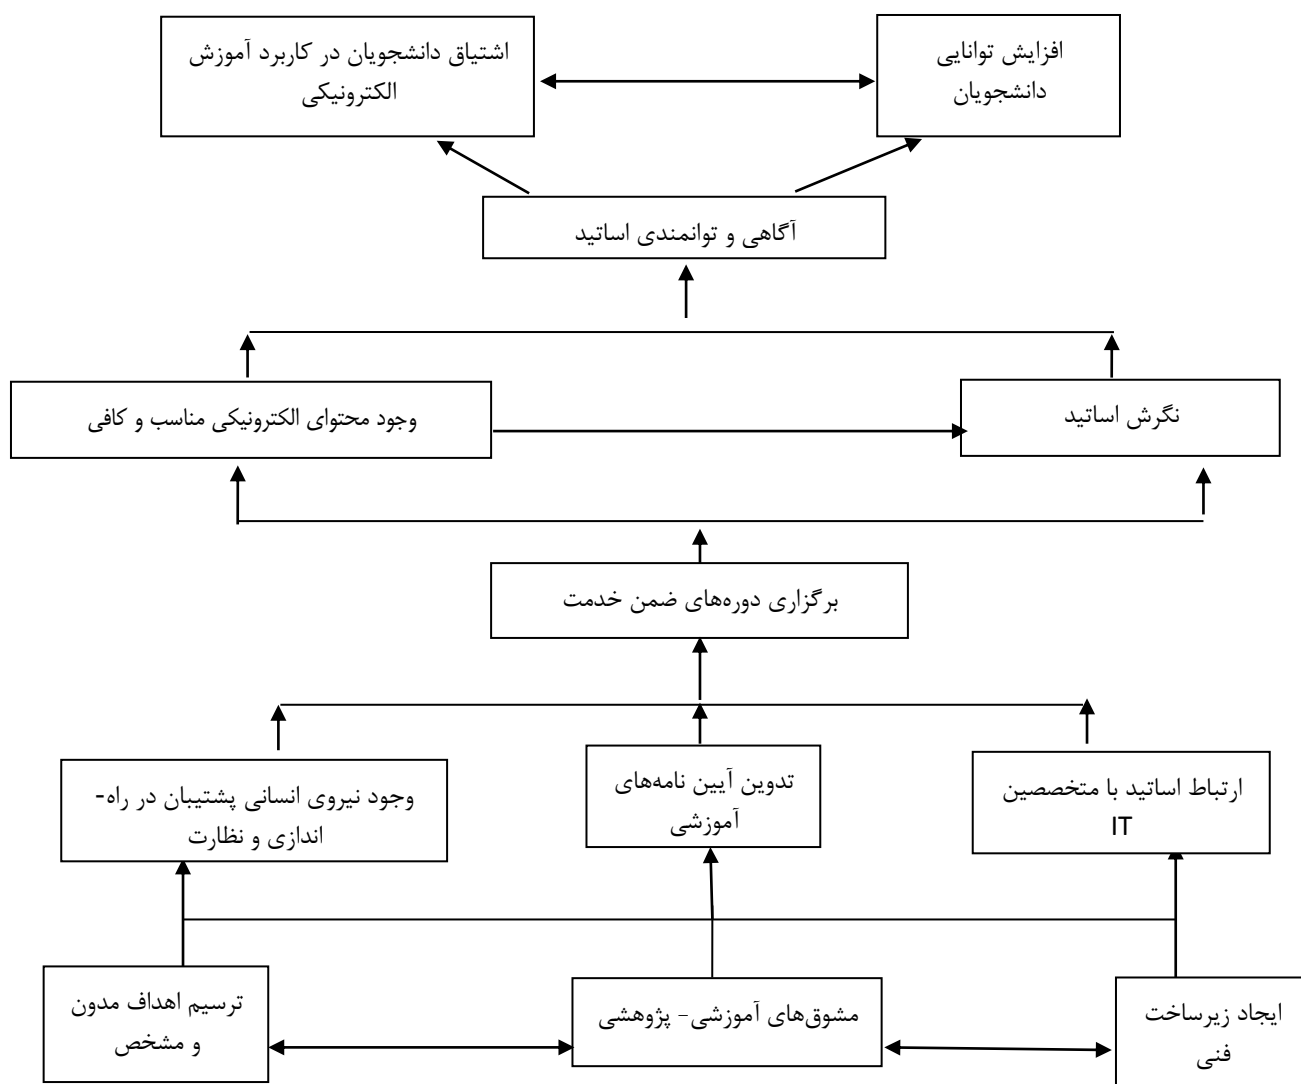 افزایش توانایی
دانشجویان
اشتیاق دانشجویان در کاربرد آموزش
الکترونیکی
آگاهی و توانمندی اساتید
نگرش اساتید
وجود محتوای الکترونیکی مناسب و کافی
برگزاری دوره‌های ضمن خدمت
ارتباط اساتید با متخصصین
IT
تدوین آیین نامه‌های
آموزشی
وجود نیروی انسانی پشتیبان در راه-
اندازی و نظارت
ایجاد زیرساخت
فنی
مشوق‌های آموزشی- پژوهشی
ترسیم اهداف مدون
و مشخص